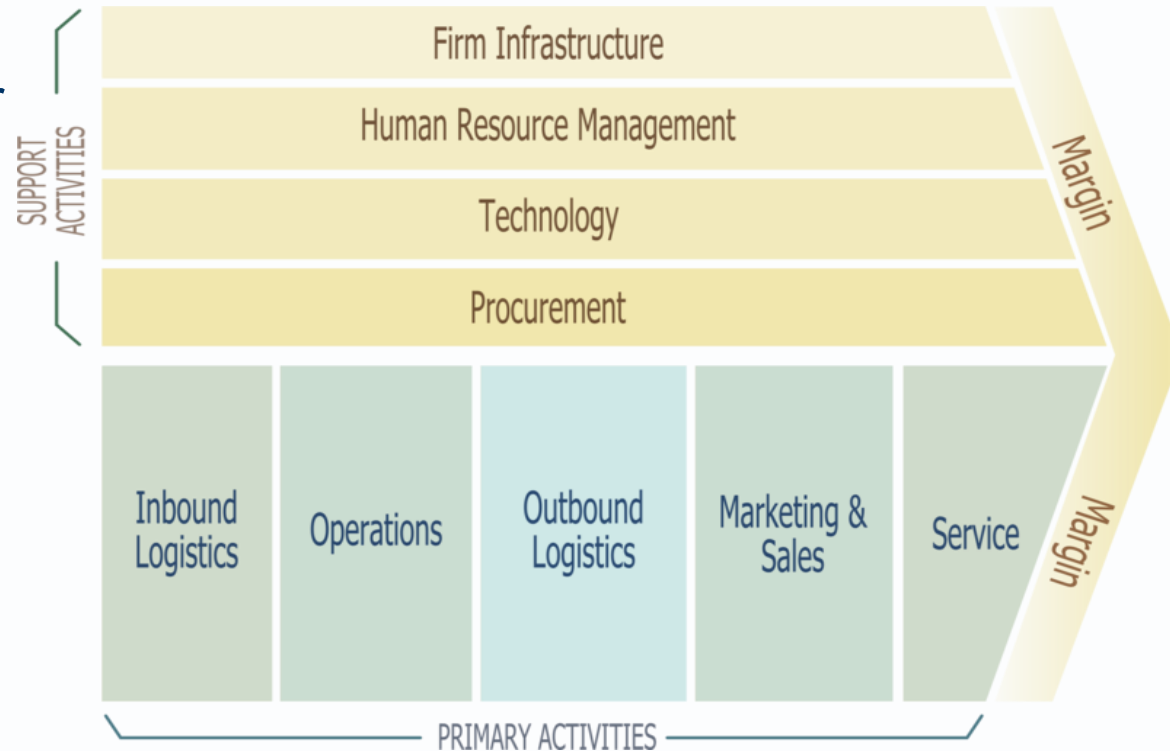 Firm Infrastructure
Human Resource Management
Technology
Procurement
SUPPORT
ACTIVITIES
Margin
Inbound
Logistics
Operations
Outbound
Logistics
Marketing &
Sales
Service
Margin
PRIMARY ACTIVITIES